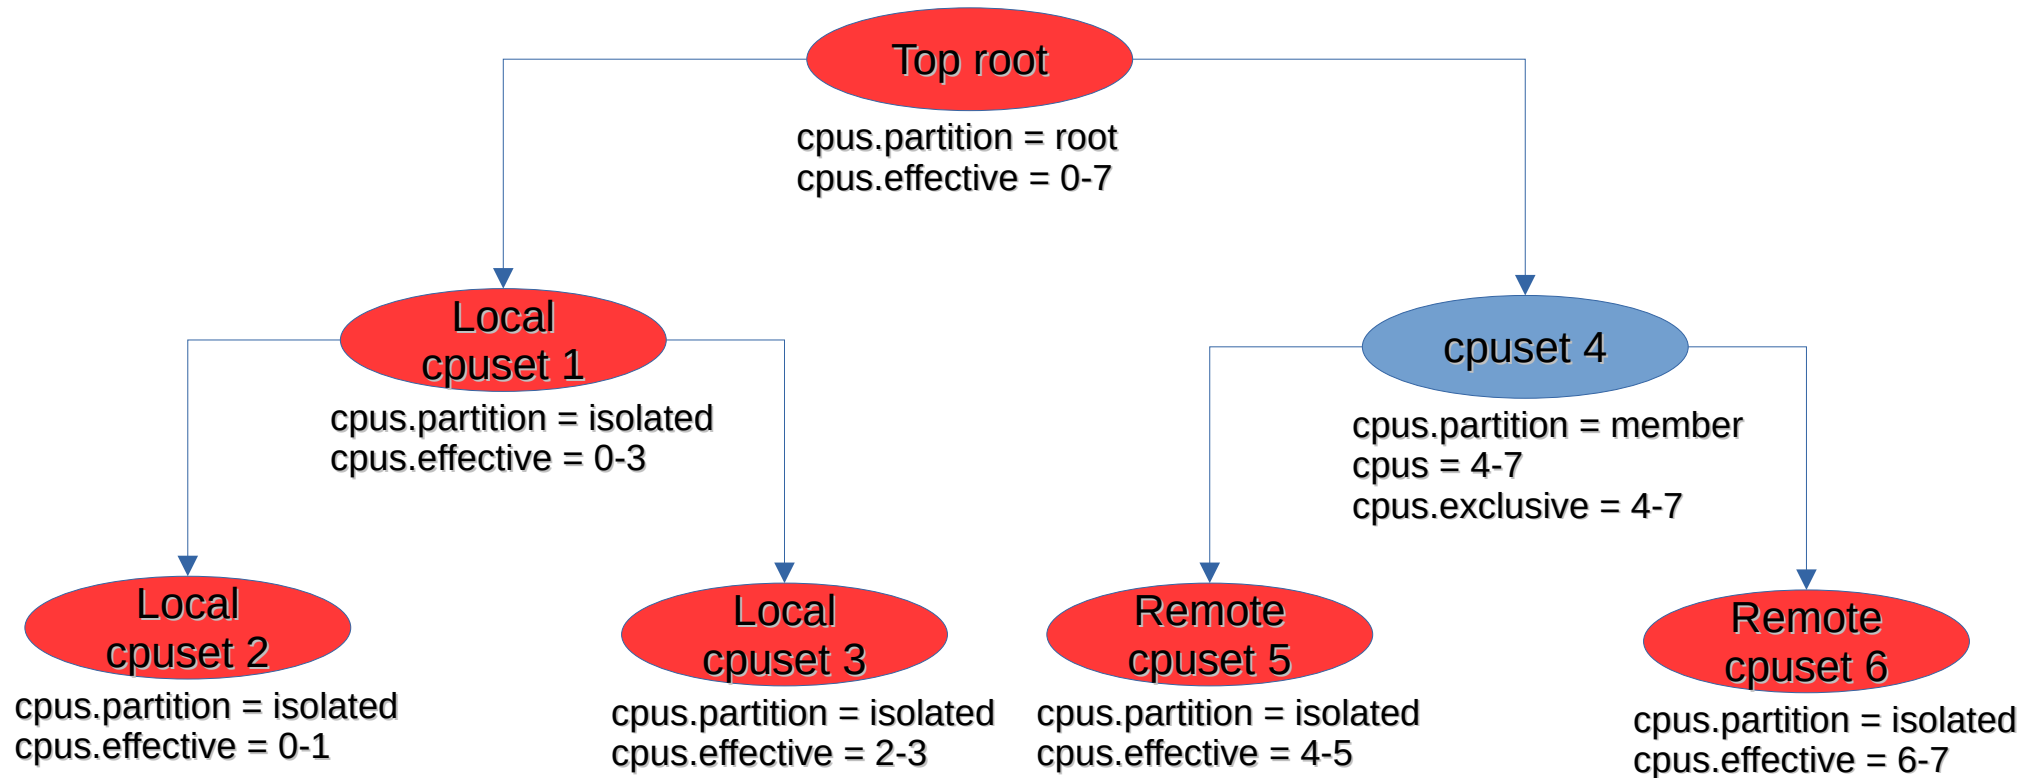 Top root
cpus.partition = root
cpus.effective = 0-7
Local
cpuset 1
cpus.partition = isolated
cpus.effective = 0-3
cpuset 4
cpus.partition = member
cpus = 4-7
cpus.exclusive = 4-7
Local
cpuset 2
cpus.partition = isolated
cpus.effective = 0-1
Local
cpuset 3
cpus.partition = isolated
cpus.effective = 2-3
Remote
cpuset 5
cpus.partition = isolated
cpus.effective = 4-5
Remote
cpuset 6
cpus.partition = isolated
cpus.effective = 6-7